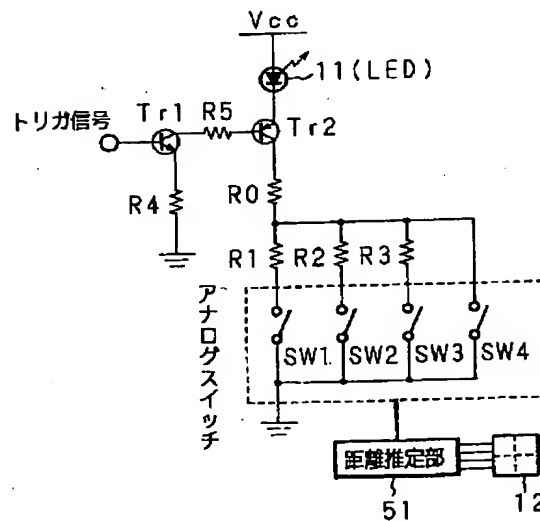 Vcc
11(LED)
トリガ信号
Tr1
R5
Tr2
R4
R0
R1
R2
R3
アナログスイッチ
SW1
SW2
SW3
SW4
距離推定部
51
12